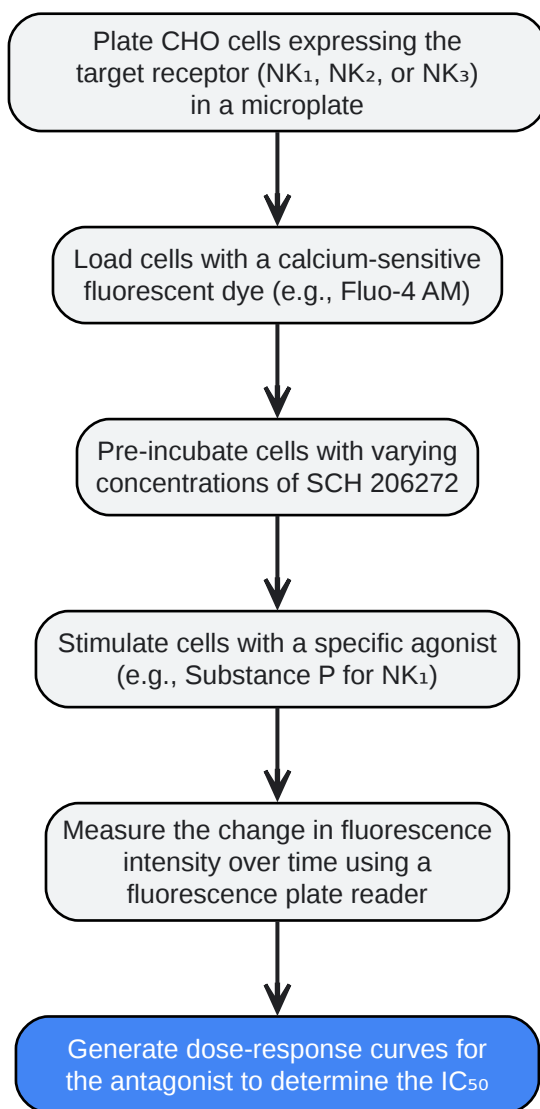 Plate CHO cells expressing the
target receptor (NK₁, NK₂, or NK₃)
in a microplate
Load cells with a calcium-sensitive
fluorescent dye (e.g., Fluo-4 AM)
Pre-incubate cells with varying
concentrations of SCH 206272
Stimulate cells with a specific agonist
(e.g., Substance P for NK₁)
Measure the change in fluorescence
intensity over time using a
fluorescence plate reader
Generate dose-response curves for
the antagonist to determine the IC₅₀